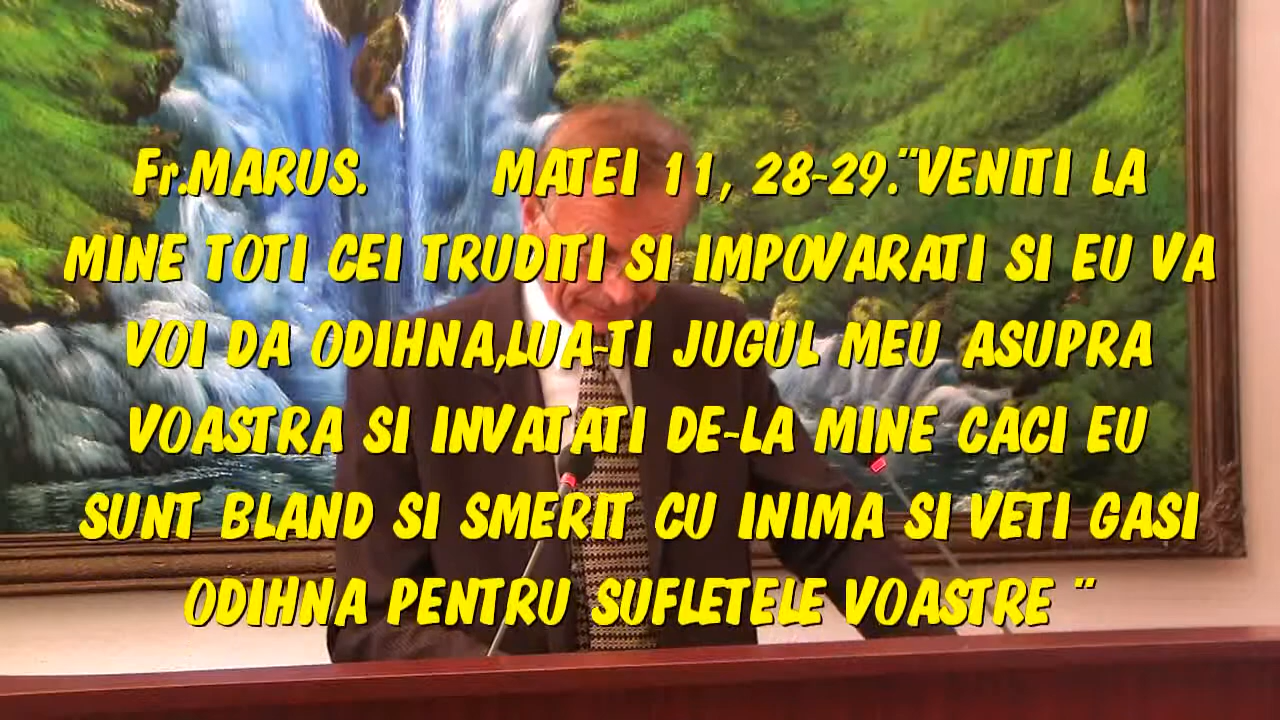 Fr.MARUS. MATEI 11, 28-29.¨VENITI LA
MINE TOTI CEI TRUDITI SI IMPOVARATI SI EU VA
VOI DA ODIHNA,LUA-TI JUGUL MEU ASUPRA
VOASTRA SI INVATATI DE-LA MINE CACI EU
SUNT BLAND SI SMERIT CU INIMA SI VETI GASI
ODIHNA PENTRU SUFLETELE VOASTRE ¨